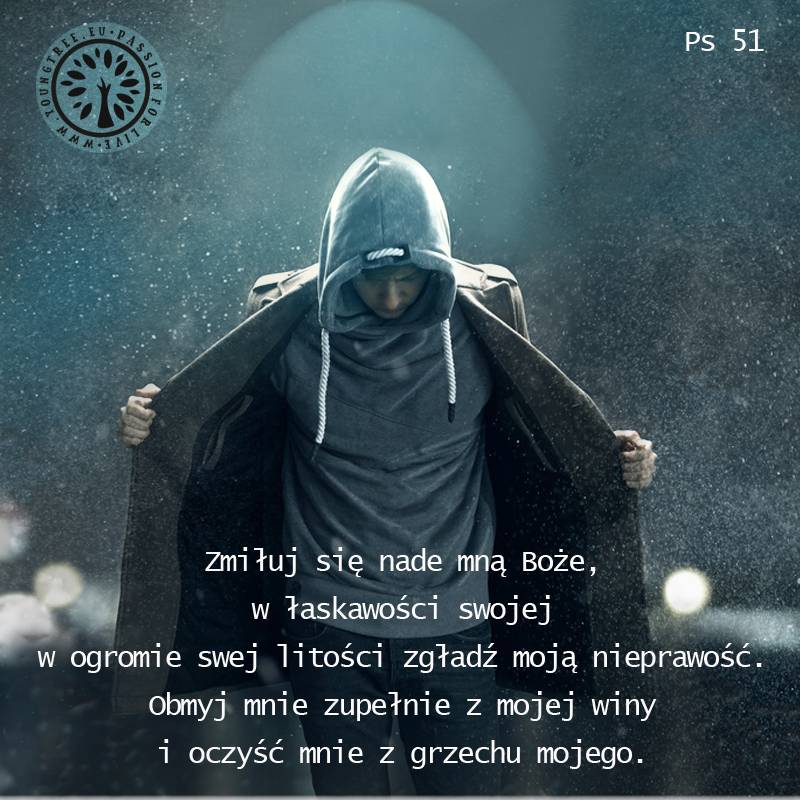 WWW.YOUNGTREE.EU • PASSION FOR LIVE •
Ps 51
Zmiłuj się nade mną Boże,
w łaskawości swojej
w ogromie swej litości zgładź moją nieprawość.
Obmyj mnie zupełnie z mojej winy
i oczyść mnie z grzechu mojego.